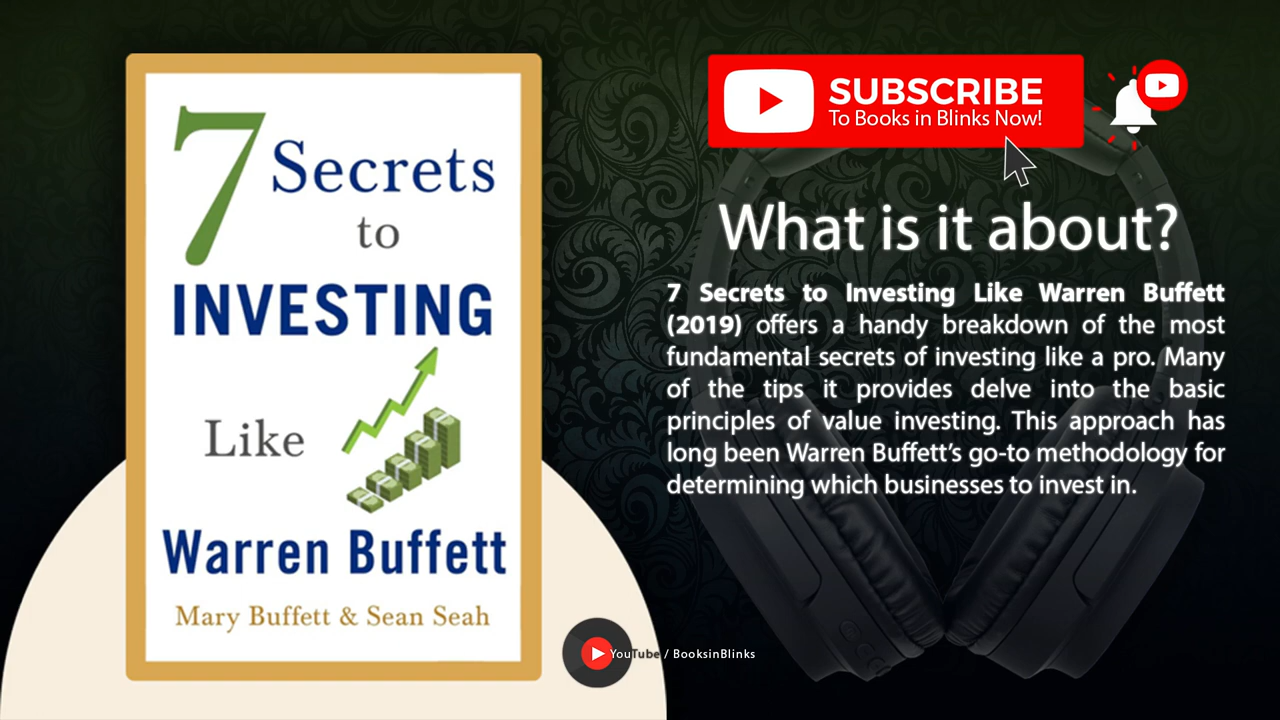 7 Secrets
to
INVESTING
Like
Warren Buffett
Mary Buffett & Sean Seah
SUBSCRIBE
To Books in Blinks Now!
What is it about?
7 Secrets to Investing Like Warren Buffett
(2019) offers a handy breakdown of the most
fundamental secrets of investing like a pro. Many
of the tips it provides delve into the basic
principles of value investing. This approach has
long been Warren Buffett’s go-to methodology for
determining which businesses to invest in.
YouTube / BooksinBlinks